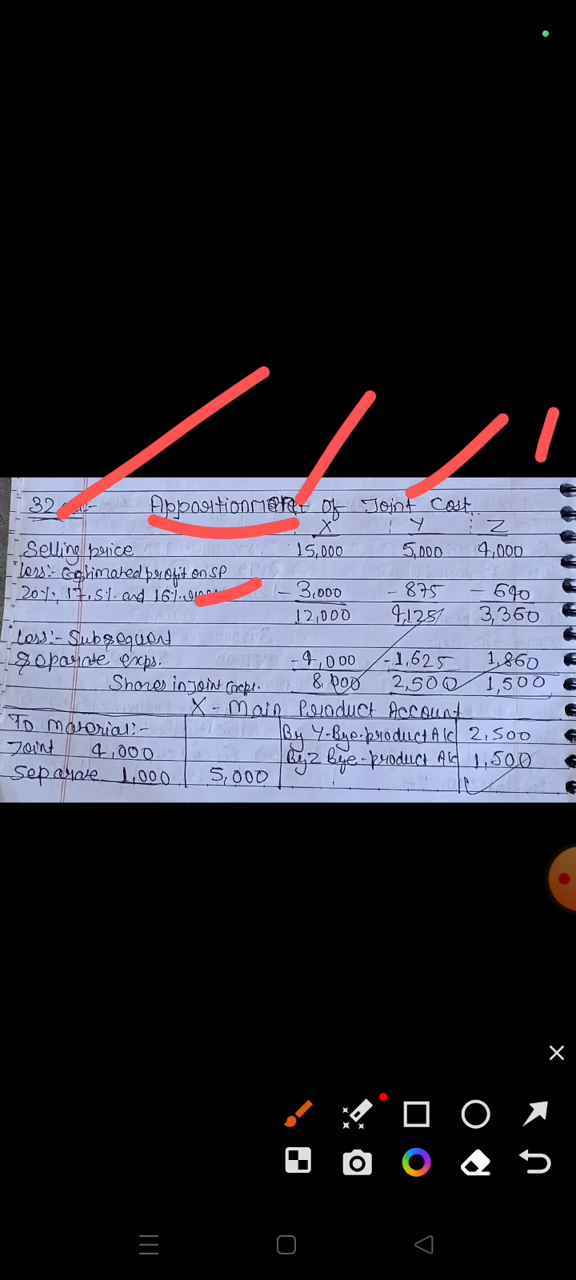 32
Apportionment of Joint Cost
X Y Z
Selling price 15,000 5,000 4,000
Less:- Estimated profit on SP
20%, 17.5% and 16% - 3.000 - 875 - 640
12,000 4,125 3,360
Less:- Subsequent
Separate exps. -4,000 -1,625 1,860
Shares in Joint Exps. 8,000 2,500 1,500
X-Main Product Account
To Material:- By Y-Bye-product A/c 2,500
Joint 4,000 By Z Bye-product A/c 1,500
Separate 1,000 5,000